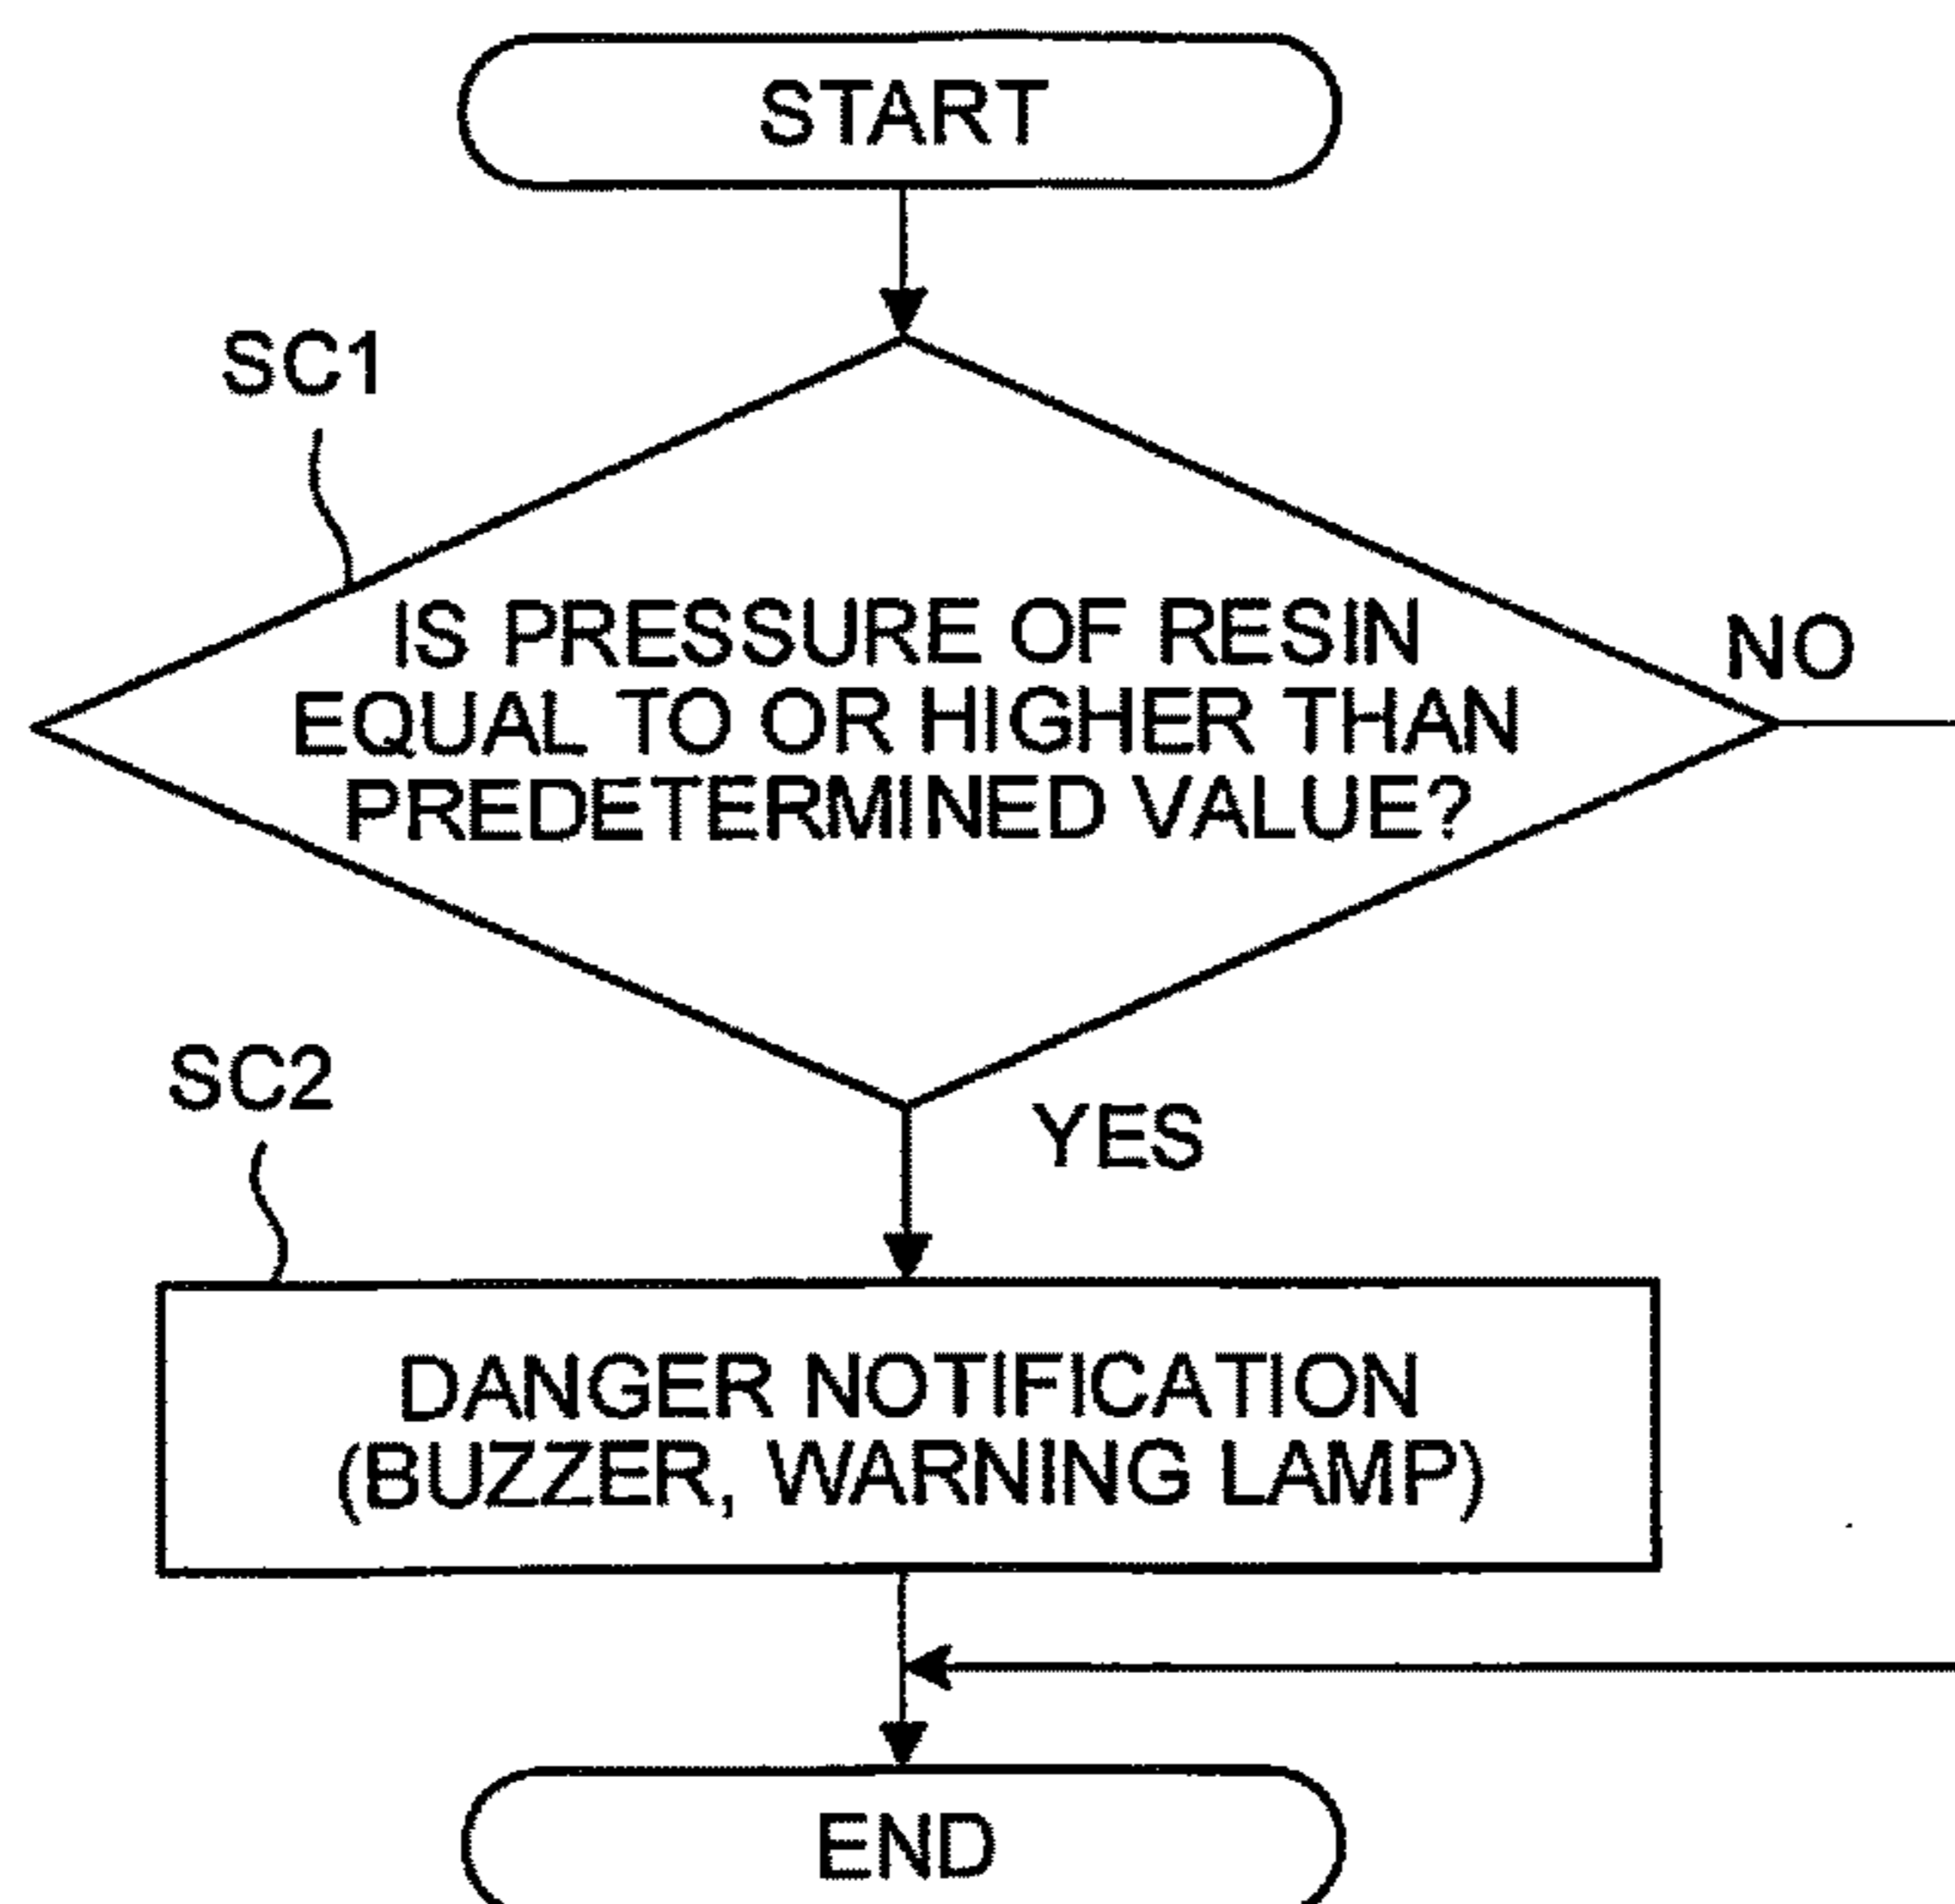 START
SC1
IS PRESSURE OF RESIN
EQUAL TO OR HIGHER THAN
PREDETERMINED VALUE?
NO
SC2
YES
DANGER NOTIFICATION
(BUZZER, WARNING LAMP)
END